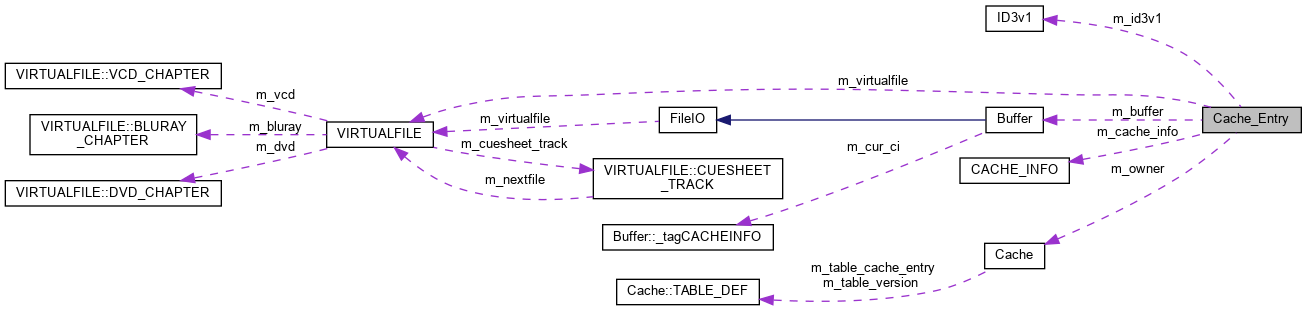 ID3v1
m_id3v1
VIRTUALFILE::VCD_CHAPTER
m_vcd
m_virtualfile
VIRTUALFILE::BLURAY
_CHAPTER
m_bluray
VIRTUALFILE
m_virtualfile
FileIO
Buffer
m_buffer
Cache_Entry
m_dvd
m_cuesheet_track
m_cur_ci
m_cache_info
VIRTUALFILE::DVD_CHAPTER
m_nextfile
VIRTUALFILE::CUESHEET
_TRACK
CACHE_INFO
m_owner
Buffer::_tagCACHEINFO
Cache
m_table_cache_entry
m_table_version
Cache::TABLE_DEF